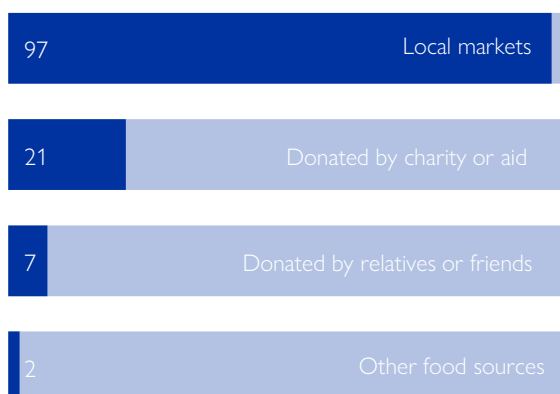 97 Local markets
21 Donated by charity or aid
7 Donated by relatives or friends
2 Other food sources